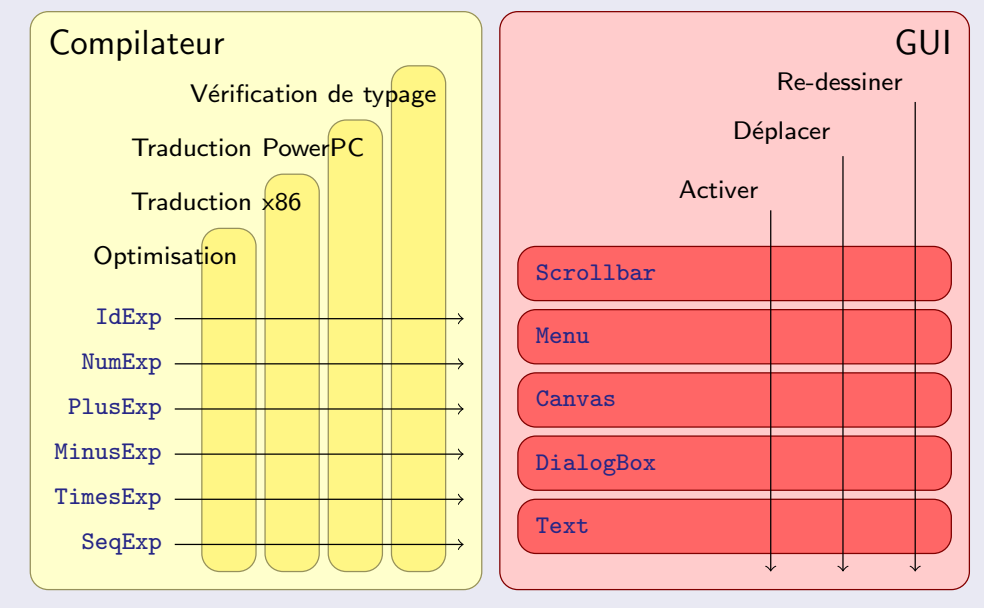 Compilateur
Vérification de typage
Traduction PowerPC
Traduction x86
Optimisation
IdExp
NumExp
PlusExp
MinusExp
TimesExp
SeqExp
GUI
Re-dessiner
Déplacer
Activer
Scrollbar
Menu
Canvas
DialogBox
Text